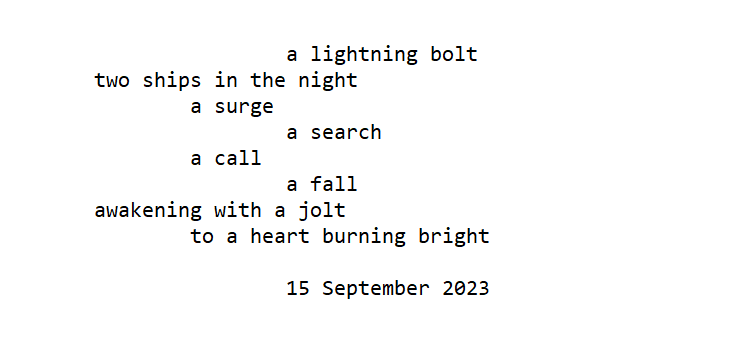 a lightning bolt
two ships in the night
a surge
a search
a call
a fall
awakening with a jolt
to a heart burning bright
15 September 2023